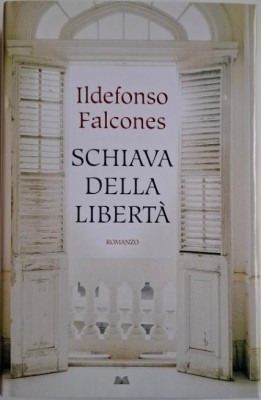 Ildefonso
Falcones
SCHIAVA
DELLA
LIBERTÀ
ROMANZO